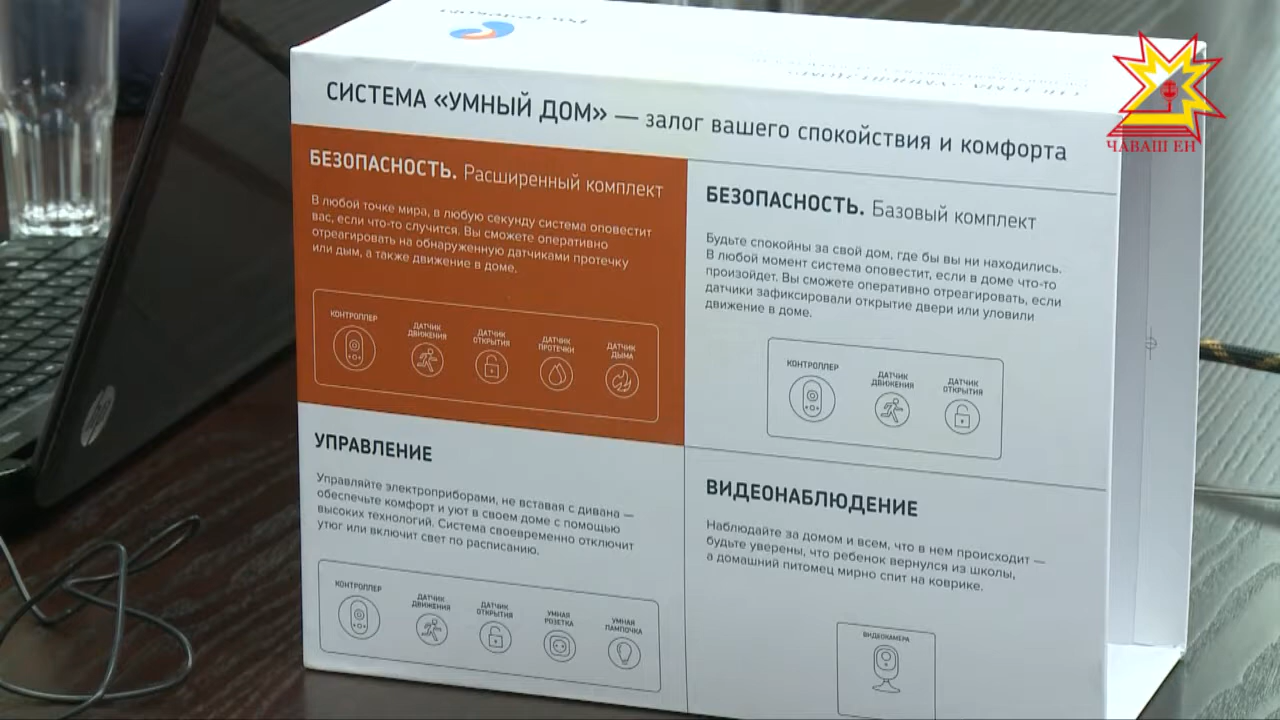 СИСТЕМА «УМНЫЙ ДОМ» — залог вашего спокойствия и комфорта
БЕЗОПАСНОСТЬ. Расширенный комплект
В любой точке мира, в любую секунду система оповестит
вас, если что-то случится. Вы сможете оперативно
отреагировать на обнаруженную датчиками протечку
или дым, а также движение в доме.
КОНТРОЛЛЕР
ДАТЧИК
ДВИЖЕНИЯ
ДАТЧИК
ОТКРЫТИЯ
ДАТЧИК
ПРОТЕЧКИ
ДАТЧИК
ДЫМА
БЕЗОПАСНОСТЬ. Базовый комплект
Будьте спокойны за свой дом, где бы вы ни находились.
В любой момент система оповестит, если в доме что-то
произойдет. Вы сможете оперативно отреагировать, если
датчики зафиксировали открытие двери или уловили
движение в доме.
КОНТРОЛЛЕР
ДАТЧИК
ДВИЖЕНИЯ
ДАТЧИК
ОТКРЫТИЯ
УПРАВЛЕНИЕ
Управляйте электроприборами, не вставая с дивана —
обеспечьте комфорт и уют в своем доме с помощью
высоких технологий. Система своевременно отключит
утюг или включит свет по расписанию.
КОНТРОЛЛЕР
ДАТЧИК
ДВИЖЕНИЯ
ДАТЧИК
ОТКРЫТИЯ
УМНАЯ
РОЗЕТКА
УМНАЯ
ЛАМПОЧКА
ВИДЕОНАБЛЮДЕНИЕ
Наблюдайте за домом и всем, что в нем происходит —
будьте уверены, что ребенок вернулся из школы,
а домашний питомец мирно спит на коврике.
ВИДЕОКАМЕРА
ЧАВАШ ЕН
hp